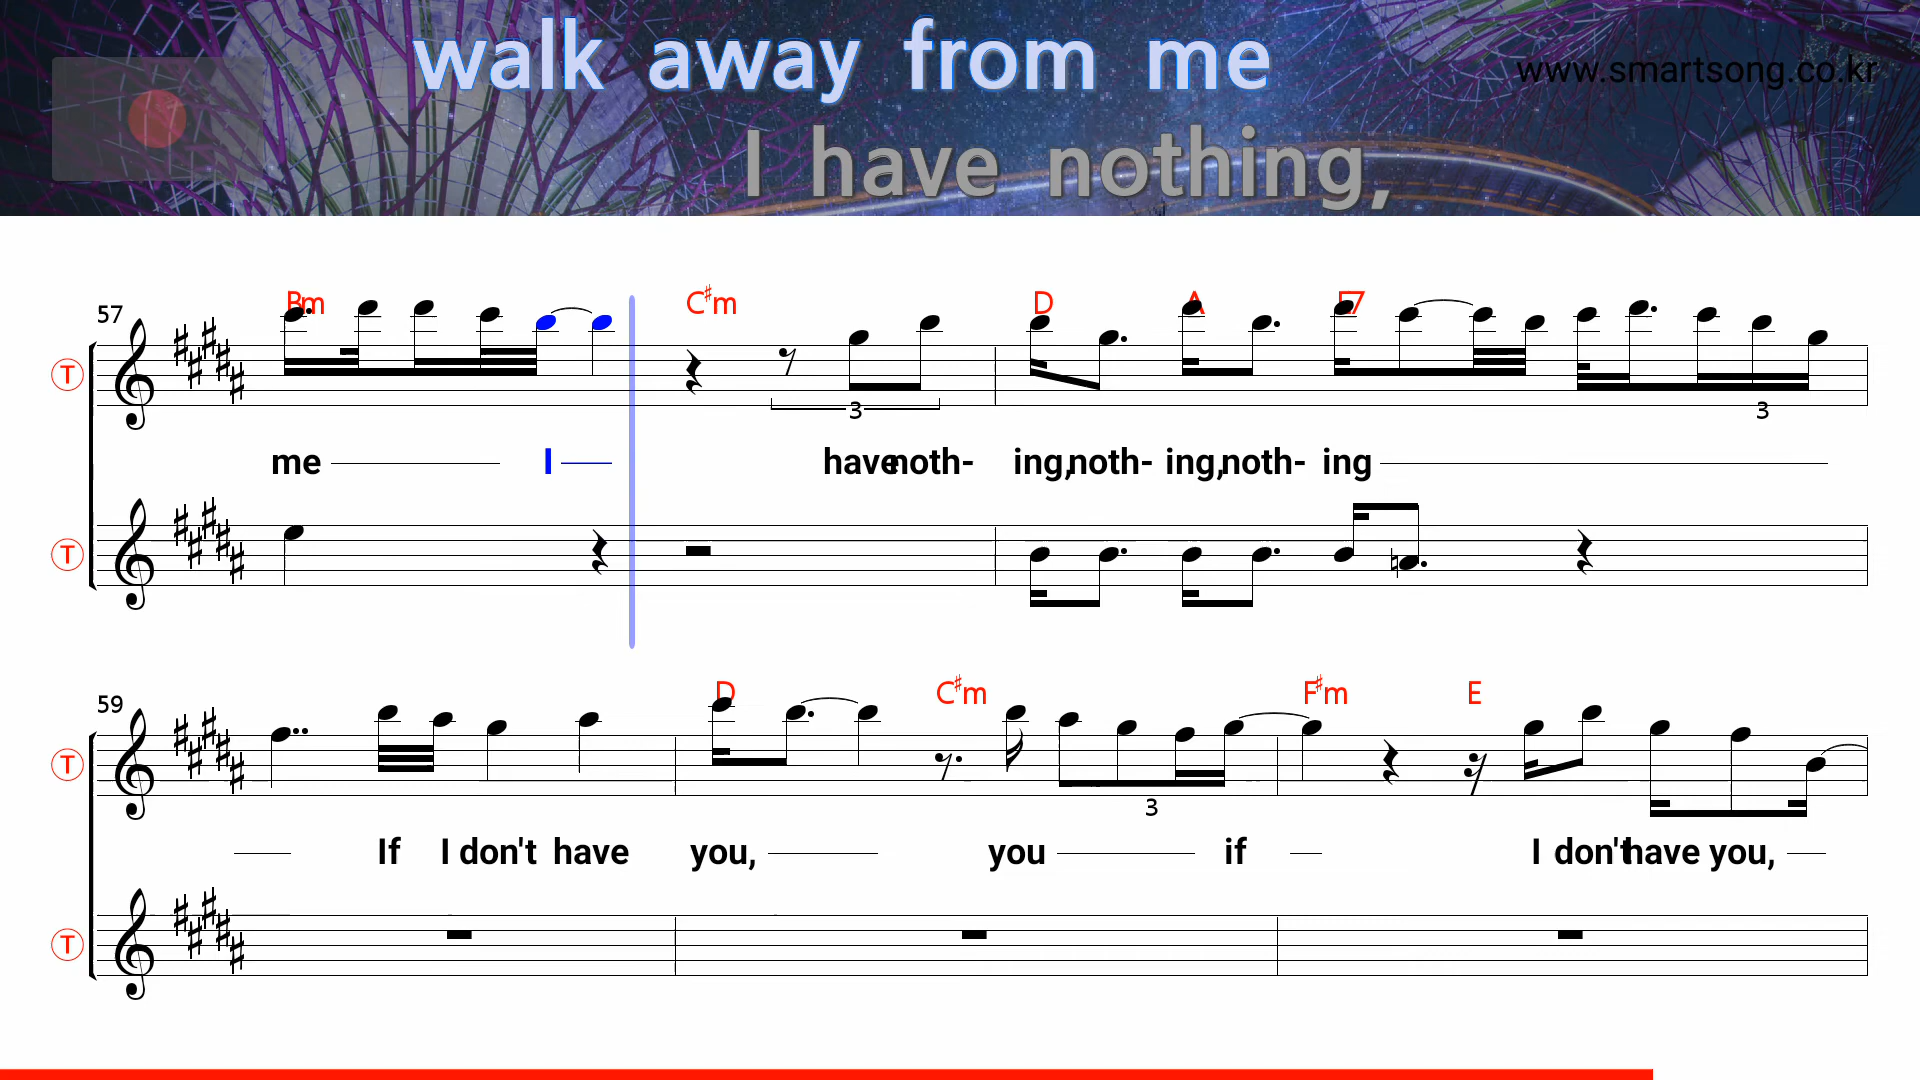 walk away from me
www.smartsong.co.kr
I have nothing,
57
Bm C♯m D A E7
T
3 3
me I have noth- ing, noth- ing, noth- ing
T
59
D C♯m F♯m E
T
3
If I don't have you, you if I don't have you,
T